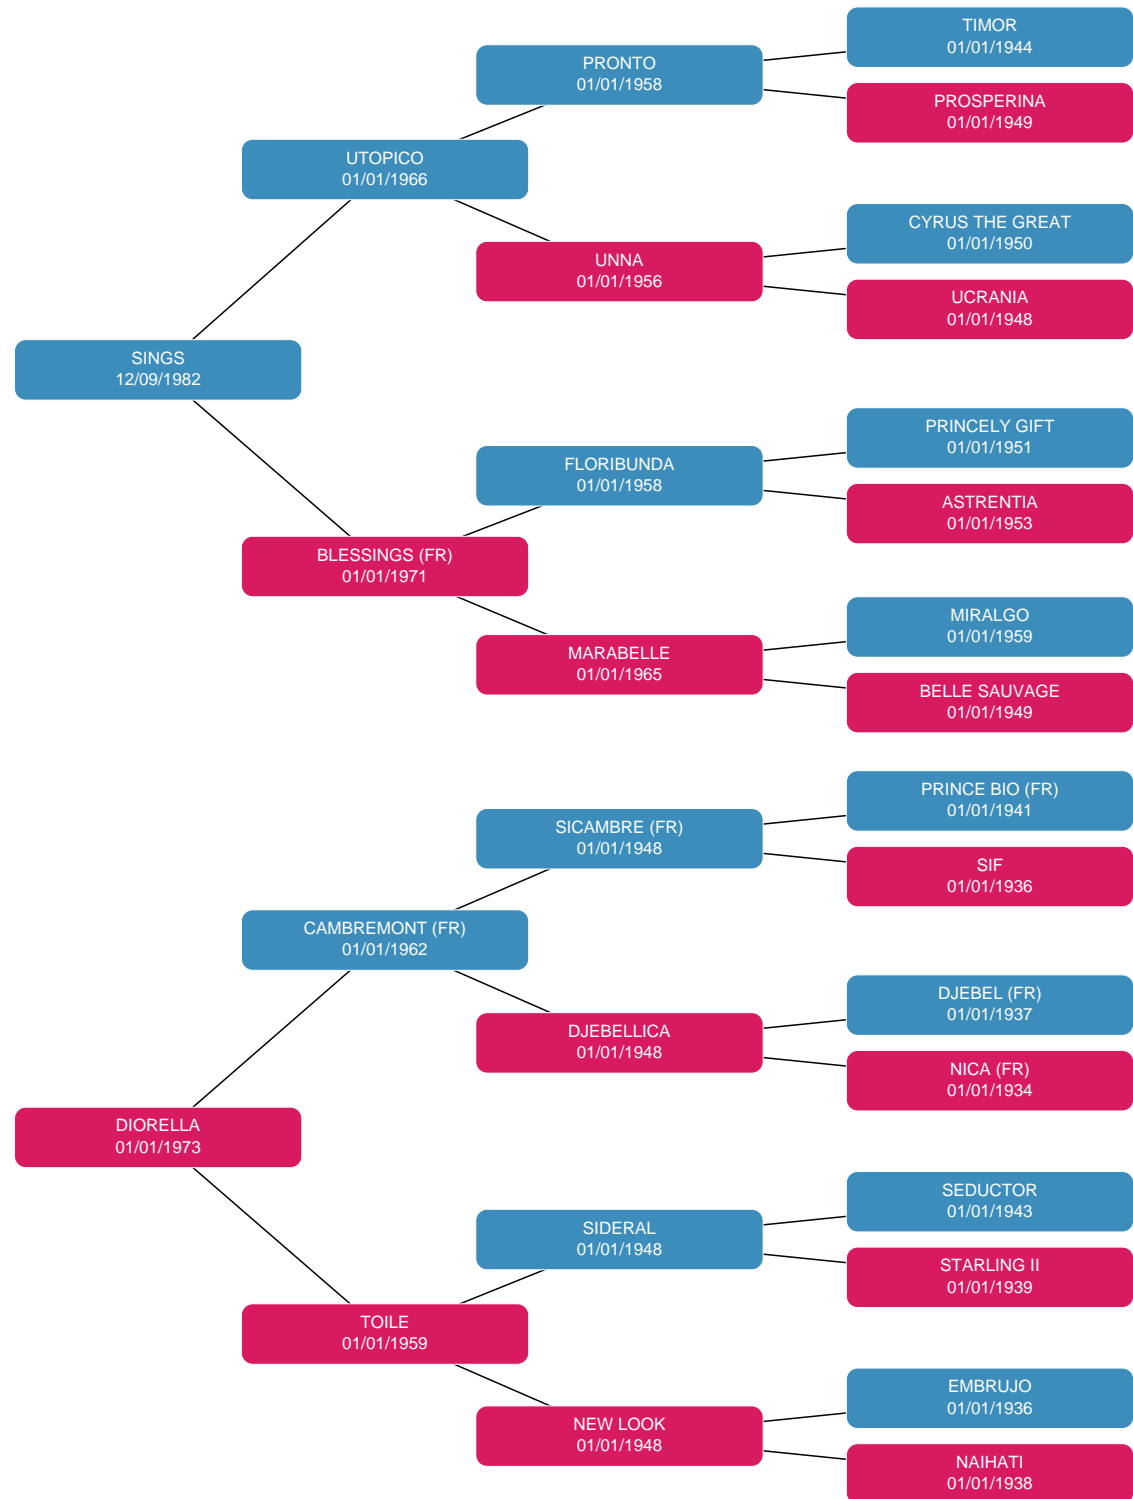 TIMOR
01/01/1944
PRONTO
01/01/1958
PROSPERINA
01/01/1949
UTOPICO
01/01/1966
CYRUS THE GREAT
01/01/1950
UNNA
01/01/1956
UCRANIA
01/01/1948
SINGS
12/09/1982
PRINCELY GIFT
01/01/1951
FLORIBUNDA
01/01/1958
ASTRENTIA
01/01/1953
BLESSINGS (FR)
01/01/1971
MIRALGO
01/01/1959
MARABELLE
01/01/1965
BELLE SAUVAGE
01/01/1949
PRINCE BIO (FR)
01/01/1941
SICAMBRE (FR)
01/01/1948
SIF
01/01/1936
CAMBREMONT (FR)
01/01/1962
DJEBEL (FR)
01/01/1937
DJEBELLICA
01/01/1948
NICA (FR)
01/01/1934
DIORELLA
01/01/1973
SEDUCTOR
01/01/1943
SIDERAL
01/01/1948
STARLING II
01/01/1939
TOILE
01/01/1959
EMBRUJO
01/01/1936
NEW LOOK
01/01/1948
NAIHATI
01/01/1938